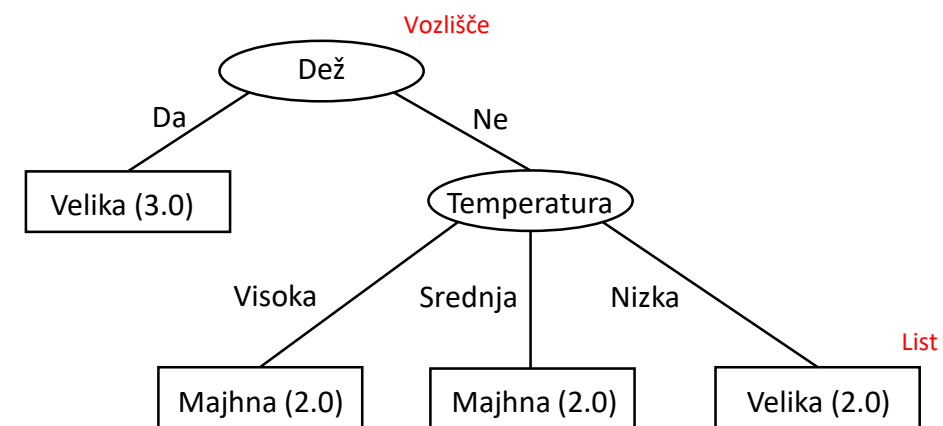 Vozlišče
Dež
Da
Ne
Velika (3.0)
Temperatura
Visoka
Srednja
Nizka
List
Majhna (2.0)
Majhna (2.0)
Velika (2.0)